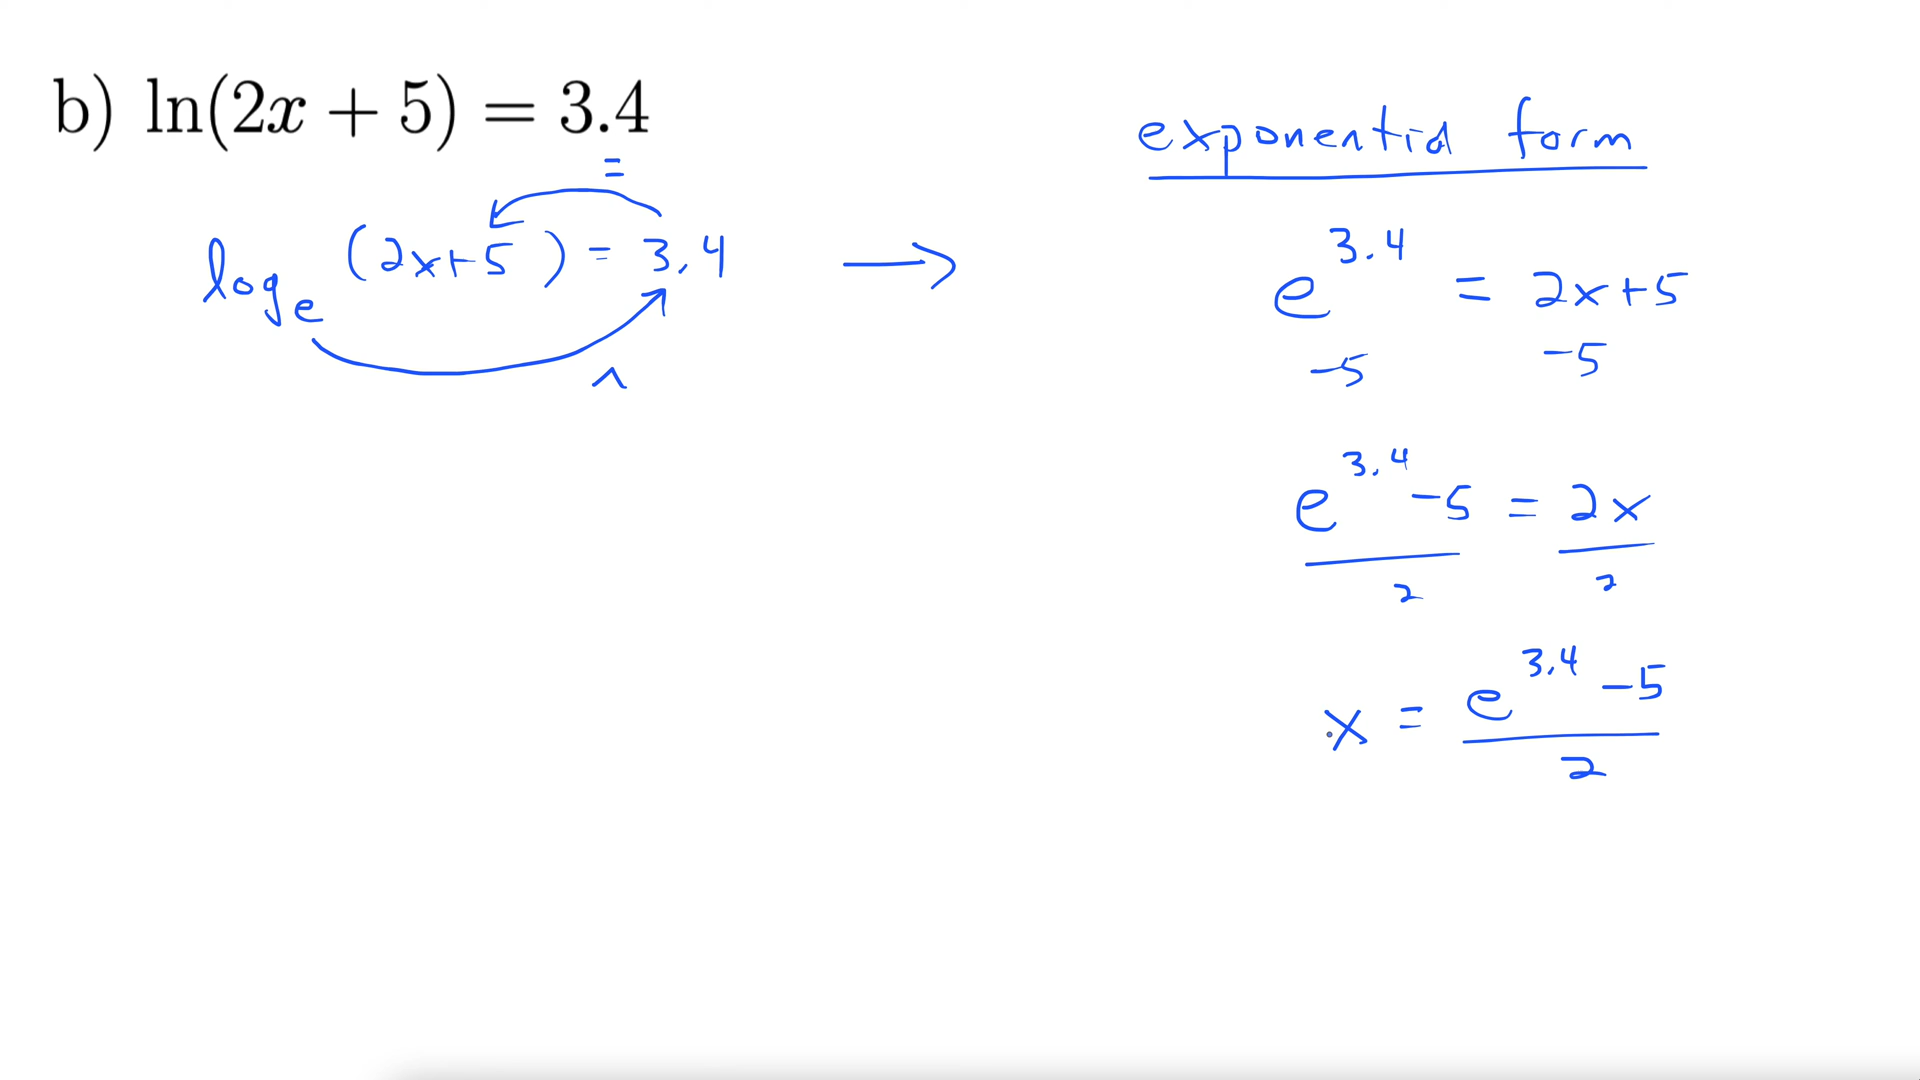 b) ln(2x + 5) = 3.4
=
log_e (2x+5) = 3.4 →
^
exponential form
e^3.4 = 2x+5
-5 -5
e^3.4 -5 = 2x
2 2
x = e^3.4 -5
2